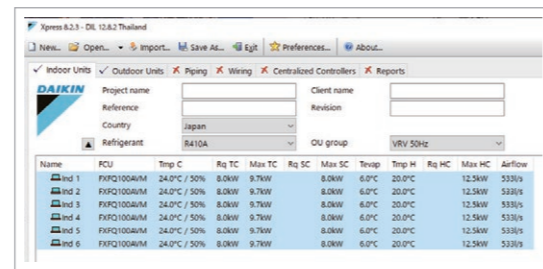 Xpress 8.2.3 - DIL 12.8.2 Thailand
New... Open... Import... Save As... Exit Preferences... About...
Indoor Units Outdoor Units Piping Wiring Centralized Controllers Reports
DAIKIN Project name Client name
Reference Revision
Country Japan
Refrigerant R410A OU group VRV 50Hz
Name FCU Tmp C Rq TC Max TC Rq SC Max SC Tevap Tmp H Rq HC Max HC Airflow
Ind 1 FXFQ100AVM 24.0°C / 50% 8.0kW 9.7kW 8.0kW 6.0°C 20.0°C 12.5kW 533l/s
Ind 2 FXFQ100AVM 24.0°C / 50% 8.0kW 9.7kW 8.0kW 6.0°C 20.0°C 12.5kW 533l/s
Ind 3 FXFQ100AVM 24.0°C / 50% 8.0kW 9.7kW 8.0kW 6.0°C 20.0°C 12.5kW 533l/s
Ind 4 FXFQ100AVM 24.0°C / 50% 8.0kW 9.7kW 8.0kW 6.0°C 20.0°C 12.5kW 533l/s
Ind 5 FXFQ100AVM 24.0°C / 50% 8.0kW 9.7kW 8.0kW 6.0°C 20.0°C 12.5kW 533l/s
Ind 6 FXFQ100AVM 24.0°C / 50% 8.0kW 9.7kW 8.0kW 6.0°C 20.0°C 12.5kW 533l/s